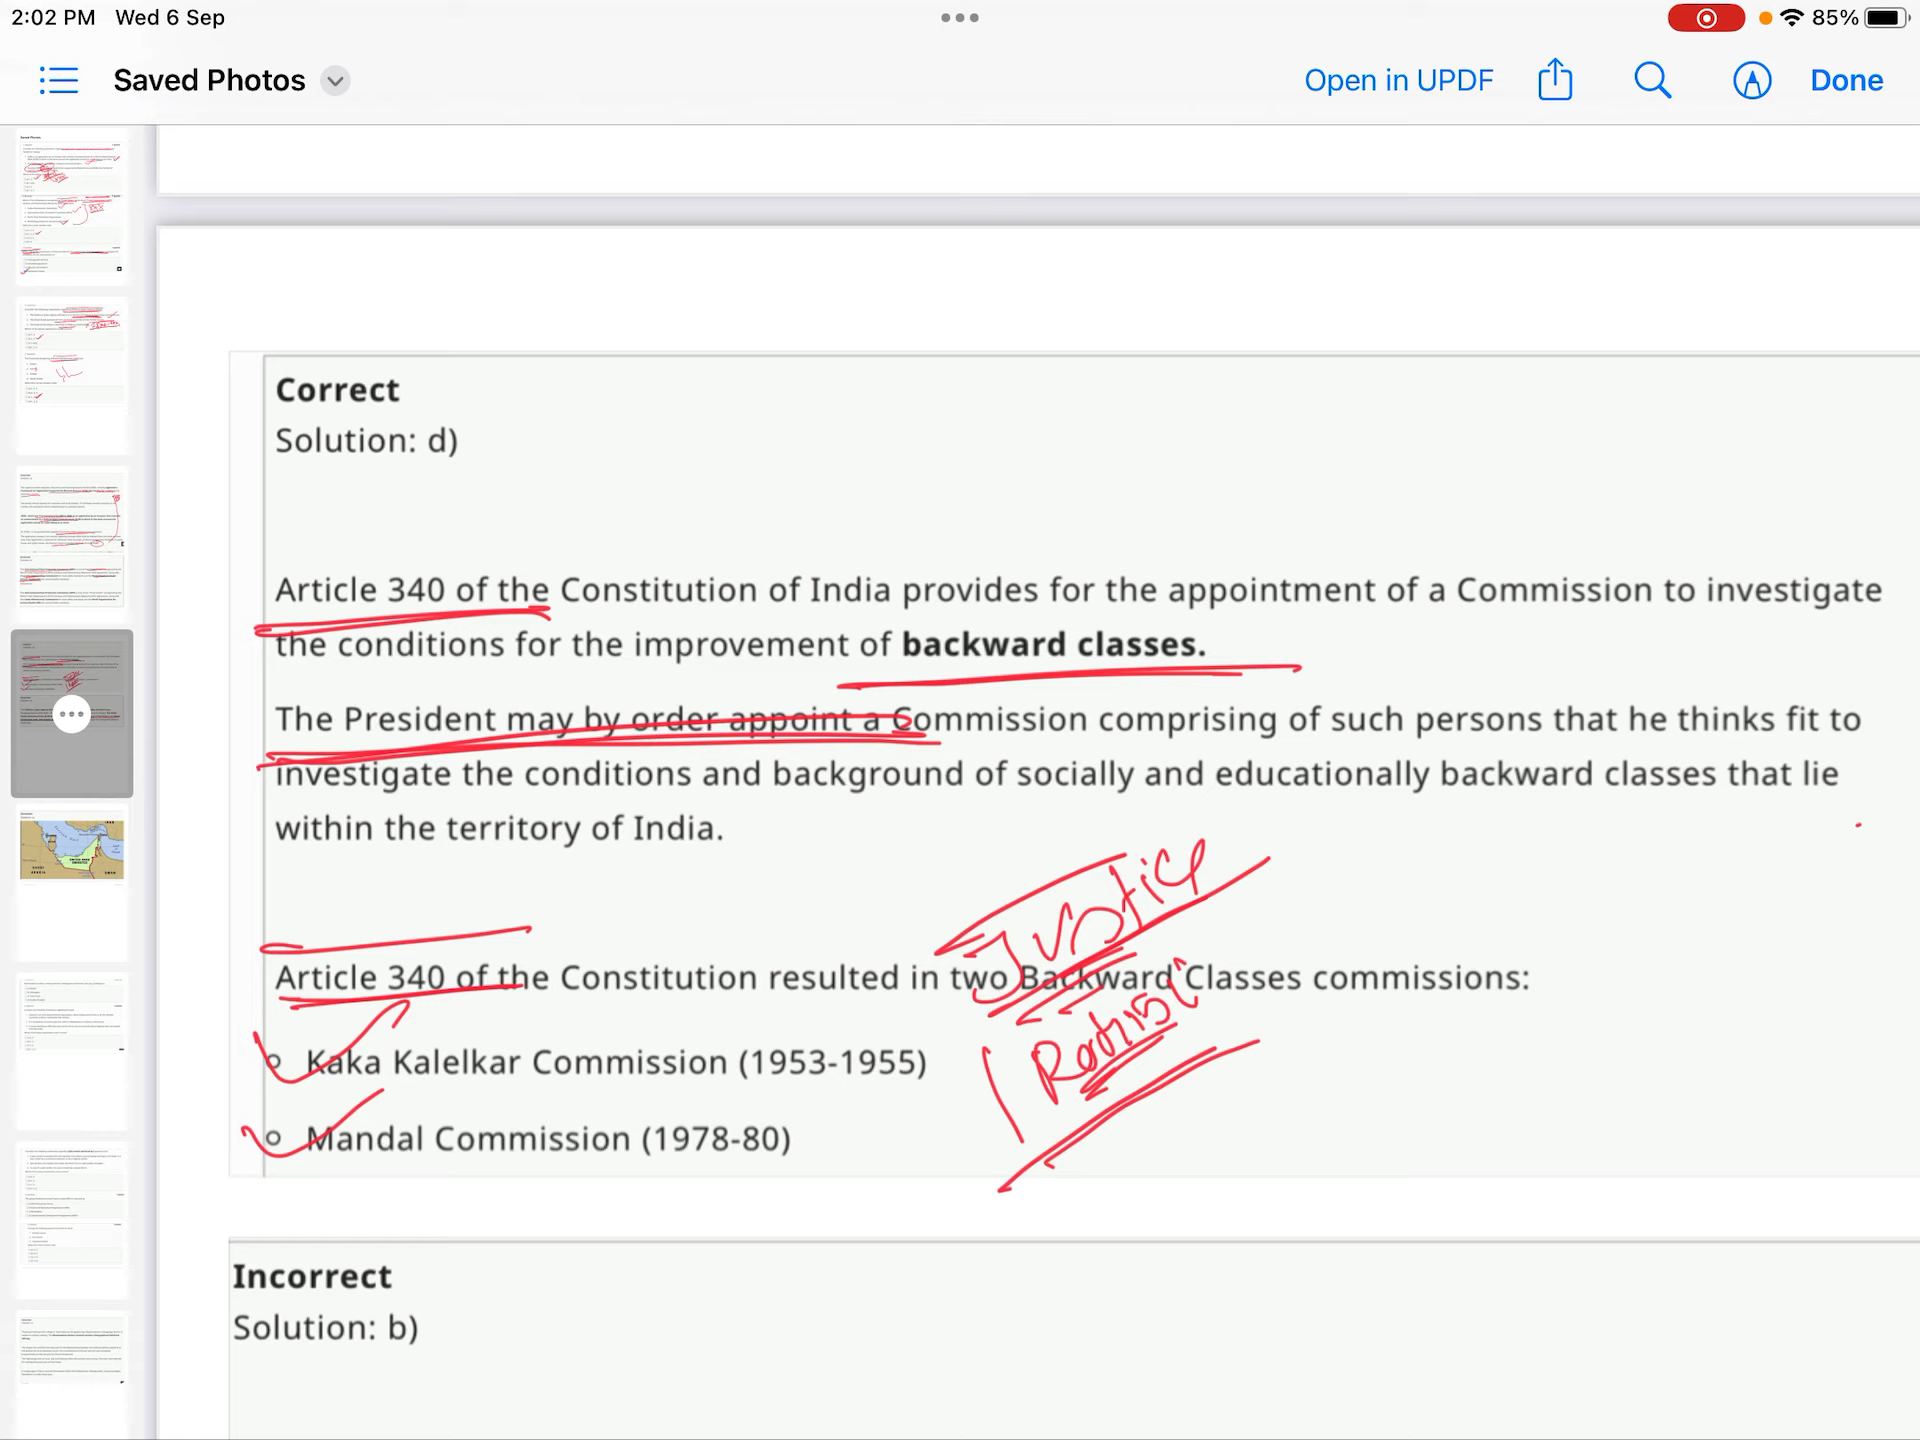 2:02 PM Wed 6 Sep
85%
Saved Photos
Open in UPDF
Done
Correct
Solution: d)
Article 340 of the Constitution of India provides for the appointment of a Commission to investigate
the conditions for the improvement of backward classes.
The President may by order appoint a Commission comprising of such persons that he thinks fit to
investigate the conditions and background of socially and educationally backward classes that lie
within the territory of India.
Justice
Article 340 of the Constitution resulted in two Backward Classes commissions:
Kaka Kalelkar Commission (1953-1955)
Mandal Commission (1978-80)
Incorrect
Solution: b)